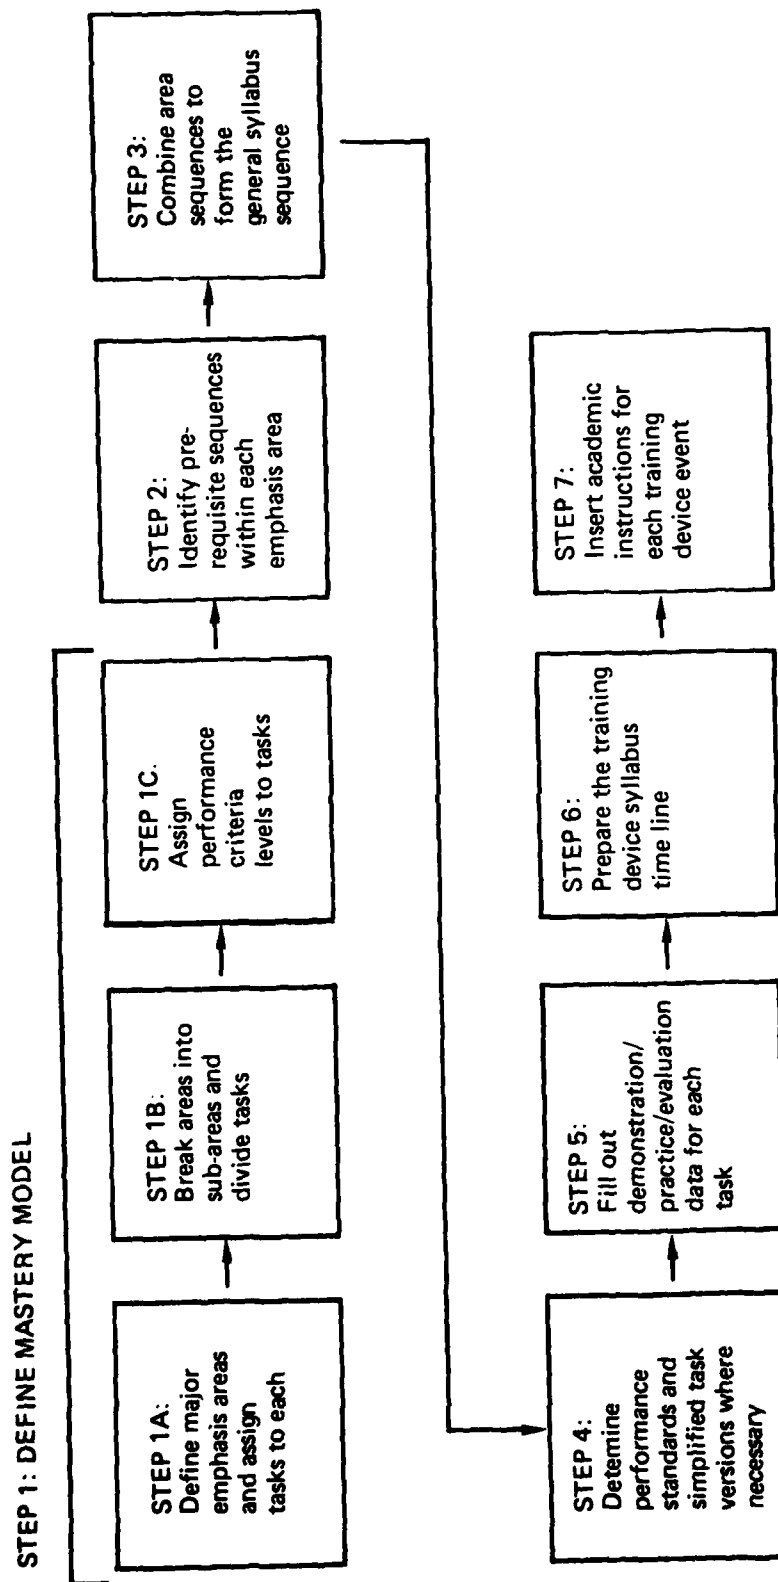 STEP 1: DEFINE MASTERY MODEL
STEP 1A:
Define major
emphasis areas
and assign
tasks to each
STEP 1B:
Break areas into
sub-areas and
divide tasks
STEP 1C.
Assign
performance
criteria
levels to tasks
STEP 2:
Identify pre-
requisite sequences
within each
emphasis area
STEP 3:
Combine area
sequences to
form the
general syllabus
sequence
STEP 4:
Detemine
performance
standards and
simplified task
versions where
necessary
STEP 5:
Fill out
demonstration/
practice/evaluation
data for each
task
STEP 6:
Prepare the training
device syllabus
time line
STEP 7:
Insert academic
instructions for
each training
device event